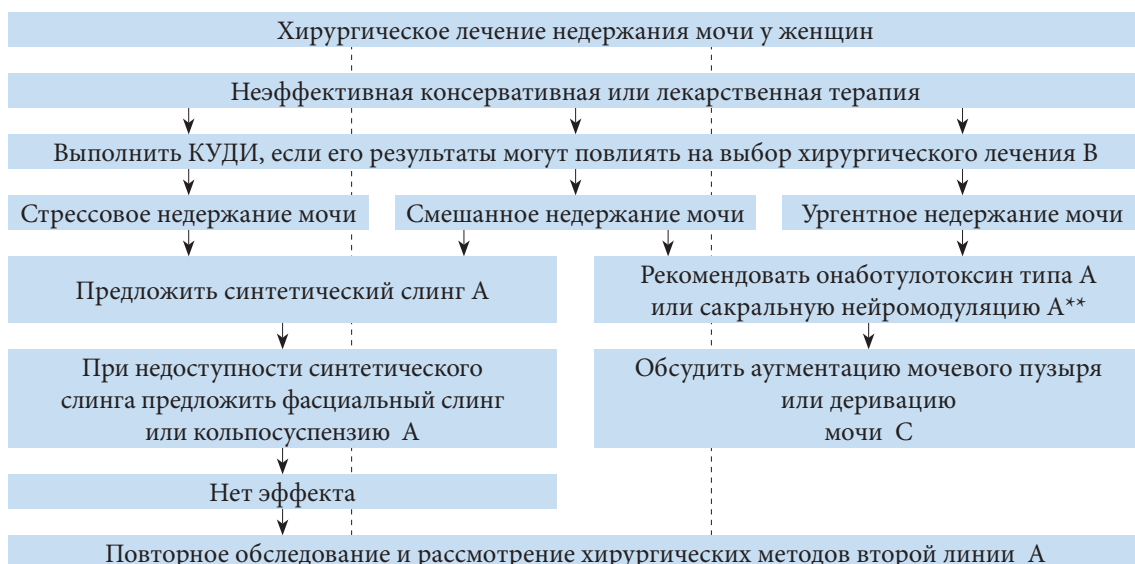 Хирургическое лечение недержания мочи у женщин
Неэффективная консервативная или лекарственная терапия
Выполнить КУДИ, если его результаты могут повлиять на выбор хирургического лечения В
Стрессовое недержание мочи
Смешанное недержание мочи
Ургентное недержание мочи
Предложить синтетический слинг А
Рекомендовать онаботулотоксин типа А
или сакральную нейромодуляцию А**
При недоступности синтетического
слинга предложить фасциальный слинг
или кольпосуспензию А
Обсудить аугментацию мочевого пузыря
или деривацию
мочи С
Нет эффекта
Повторное обследование и рассмотрение хирургических методов второй линии А